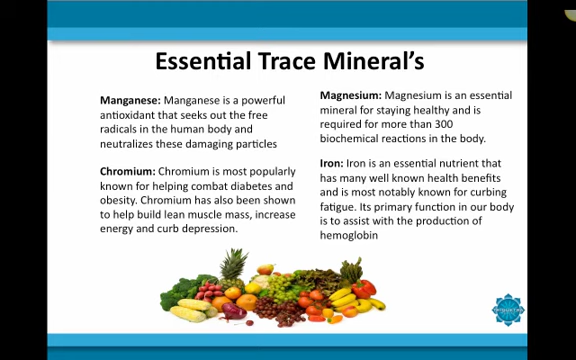 Essential Trace Mineral's
Manganese: Manganese is a powerful
antioxidant that seeks out the free
radicals in the human body and
neutralizes these damaging particles
Chromium: Chromium is most popularly
known for helping combat diabetes and
obesity. Chromium has also been shown
to help build lean muscle mass, increase
energy and curb depression.
Magnesium: Magnesium is an essential
mineral for staying healthy and is
required for more than 300
biochemical reactions in the body.
Iron: Iron is an essential nutrient that
has many well known health benefits
and is most notably known for curbing
fatigue. Its primary function in our body
is to assist with the production of
hemoglobin